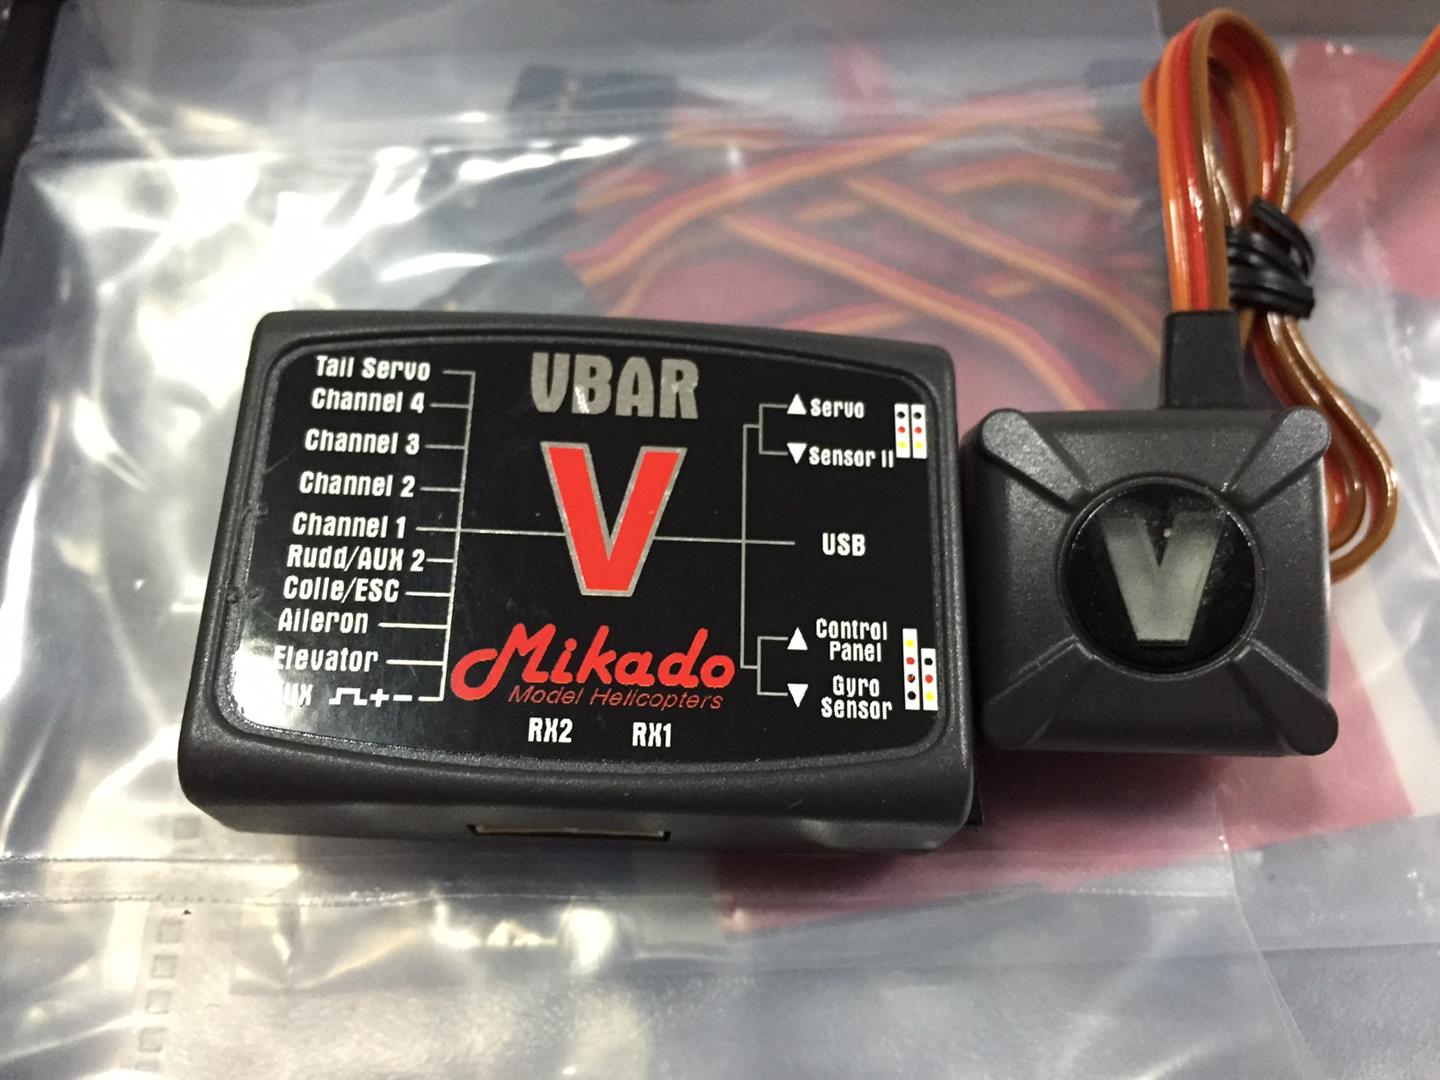 VBAR
V
Mikado
Model Helicopters
Tail Servo
Channel 4
Channel 3
Channel 2
Channel 1
Rudd/AUX 2
Colle/ESC
Aileron
Elevator
UX
RX2
RX1
Servo
Sensor II
USB
Control
Panel
Gyro
Sensor
V